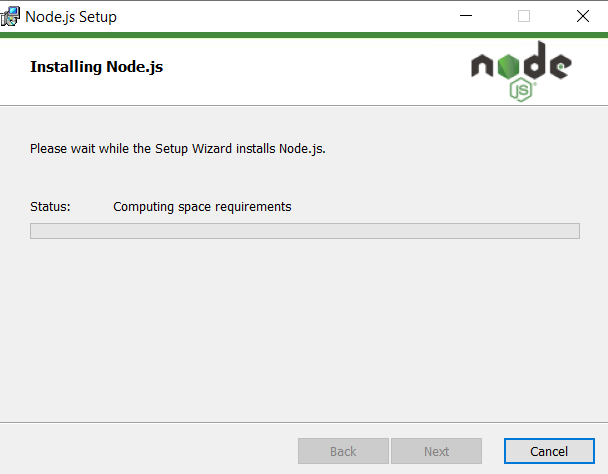 Node.js Setup
Installing Node.js
node
JS
Please wait while the Setup Wizard installs Node.js.
Status: Computing space requirements
Back Next Cancel